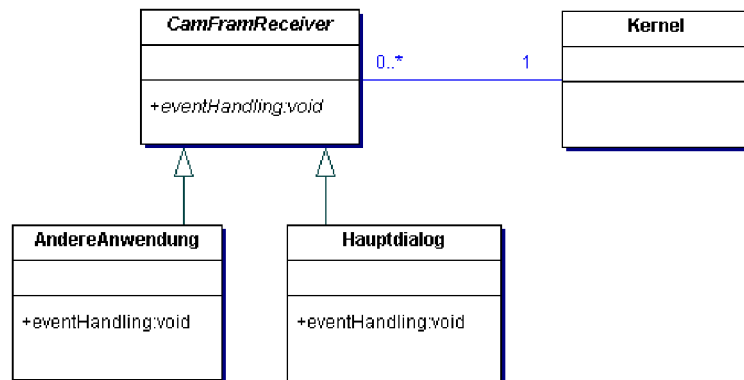 CamFramReceiver
Kernel
0..*
1
+eventHandling:void
AndereAnwendung
Hauptdialog
+eventHandling:void
+eventHandling:void